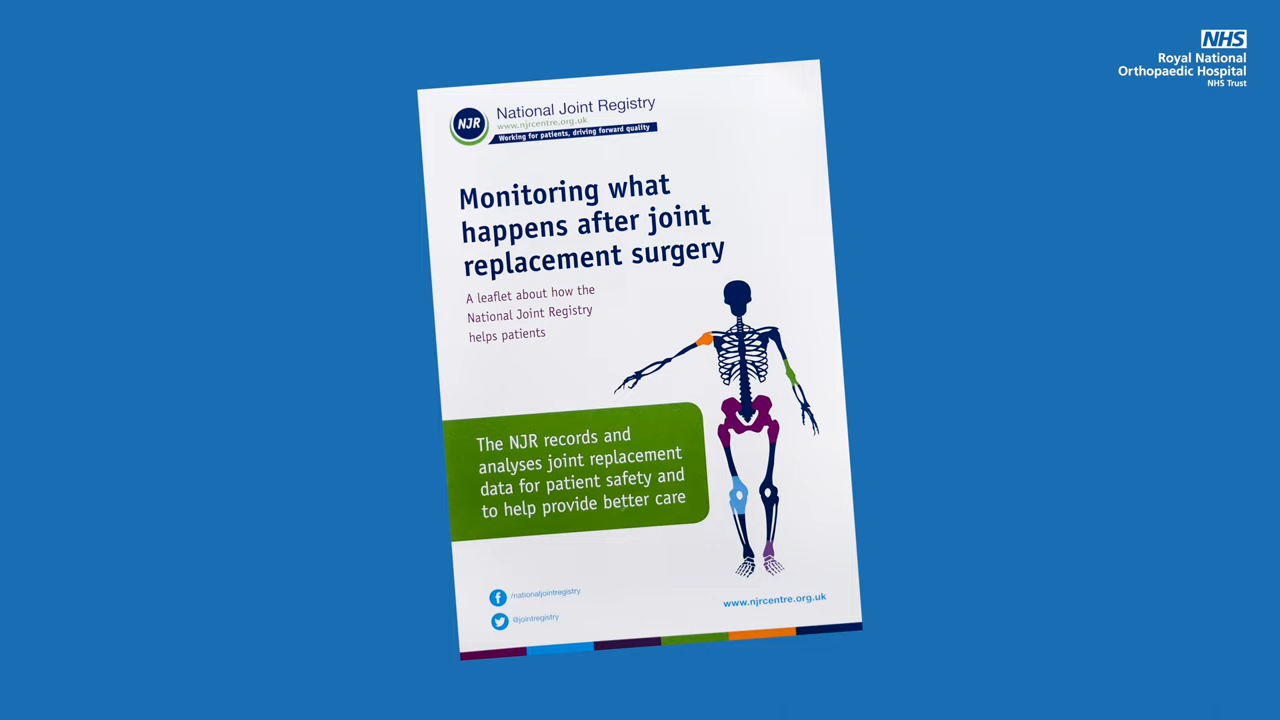 NHS
Royal National
Orthopaedic Hospital
NHS Trust
NJR
National Joint Registry
www.njrcentre.org.uk
Working for patients, driving forward quality
Monitoring what
happens after joint
replacement surgery
A leaflet about how the
National Joint Registry
helps patients
The NJR records and
analyses joint replacement
data for patient safety and
to help provide better care
f /nationaljointregistry
@jointregistry
www.njrcentre.org.uk